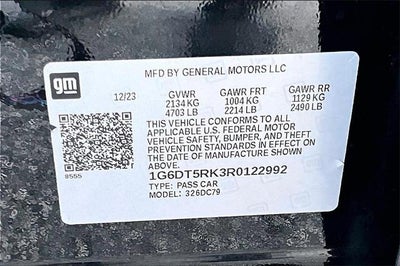 gm
MFD BY GENERAL MOTORS LLC
12/23 GVWR GAWR FRT GAWR RR
2134 KG 1004 KG 1129 KG
4703 LB 2214 LB 2490 LB
THIS VEHICLE CONFORMS TO ALL
APPLICABLE U.S. FEDERAL MOTOR
VEHICLE SAFETY, BUMPER, AND THEFT
PREVENTION STANDARDS IN EFFECT ON
THE DATE OF MANUFACTURE SHOWN
ABOVE.
8555
1G6DT5RK3R0122992
TYPE: PASS CAR
MODEL: 326DC79